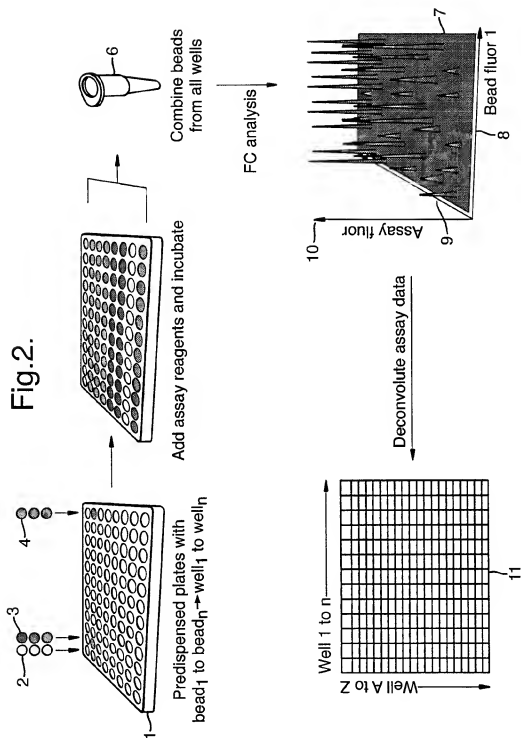 Fig.2.
2
3
4
1
Predispensed plates with
bead1 to beadn→well1 to welln
Add assay reagents and incubate
6
Combine beads
from all wells
FC analysis
10
Assay fluor
9
8
Bead fluor 1
7
Deconvolute assay data
Well 1 to n
Well A to Z
11